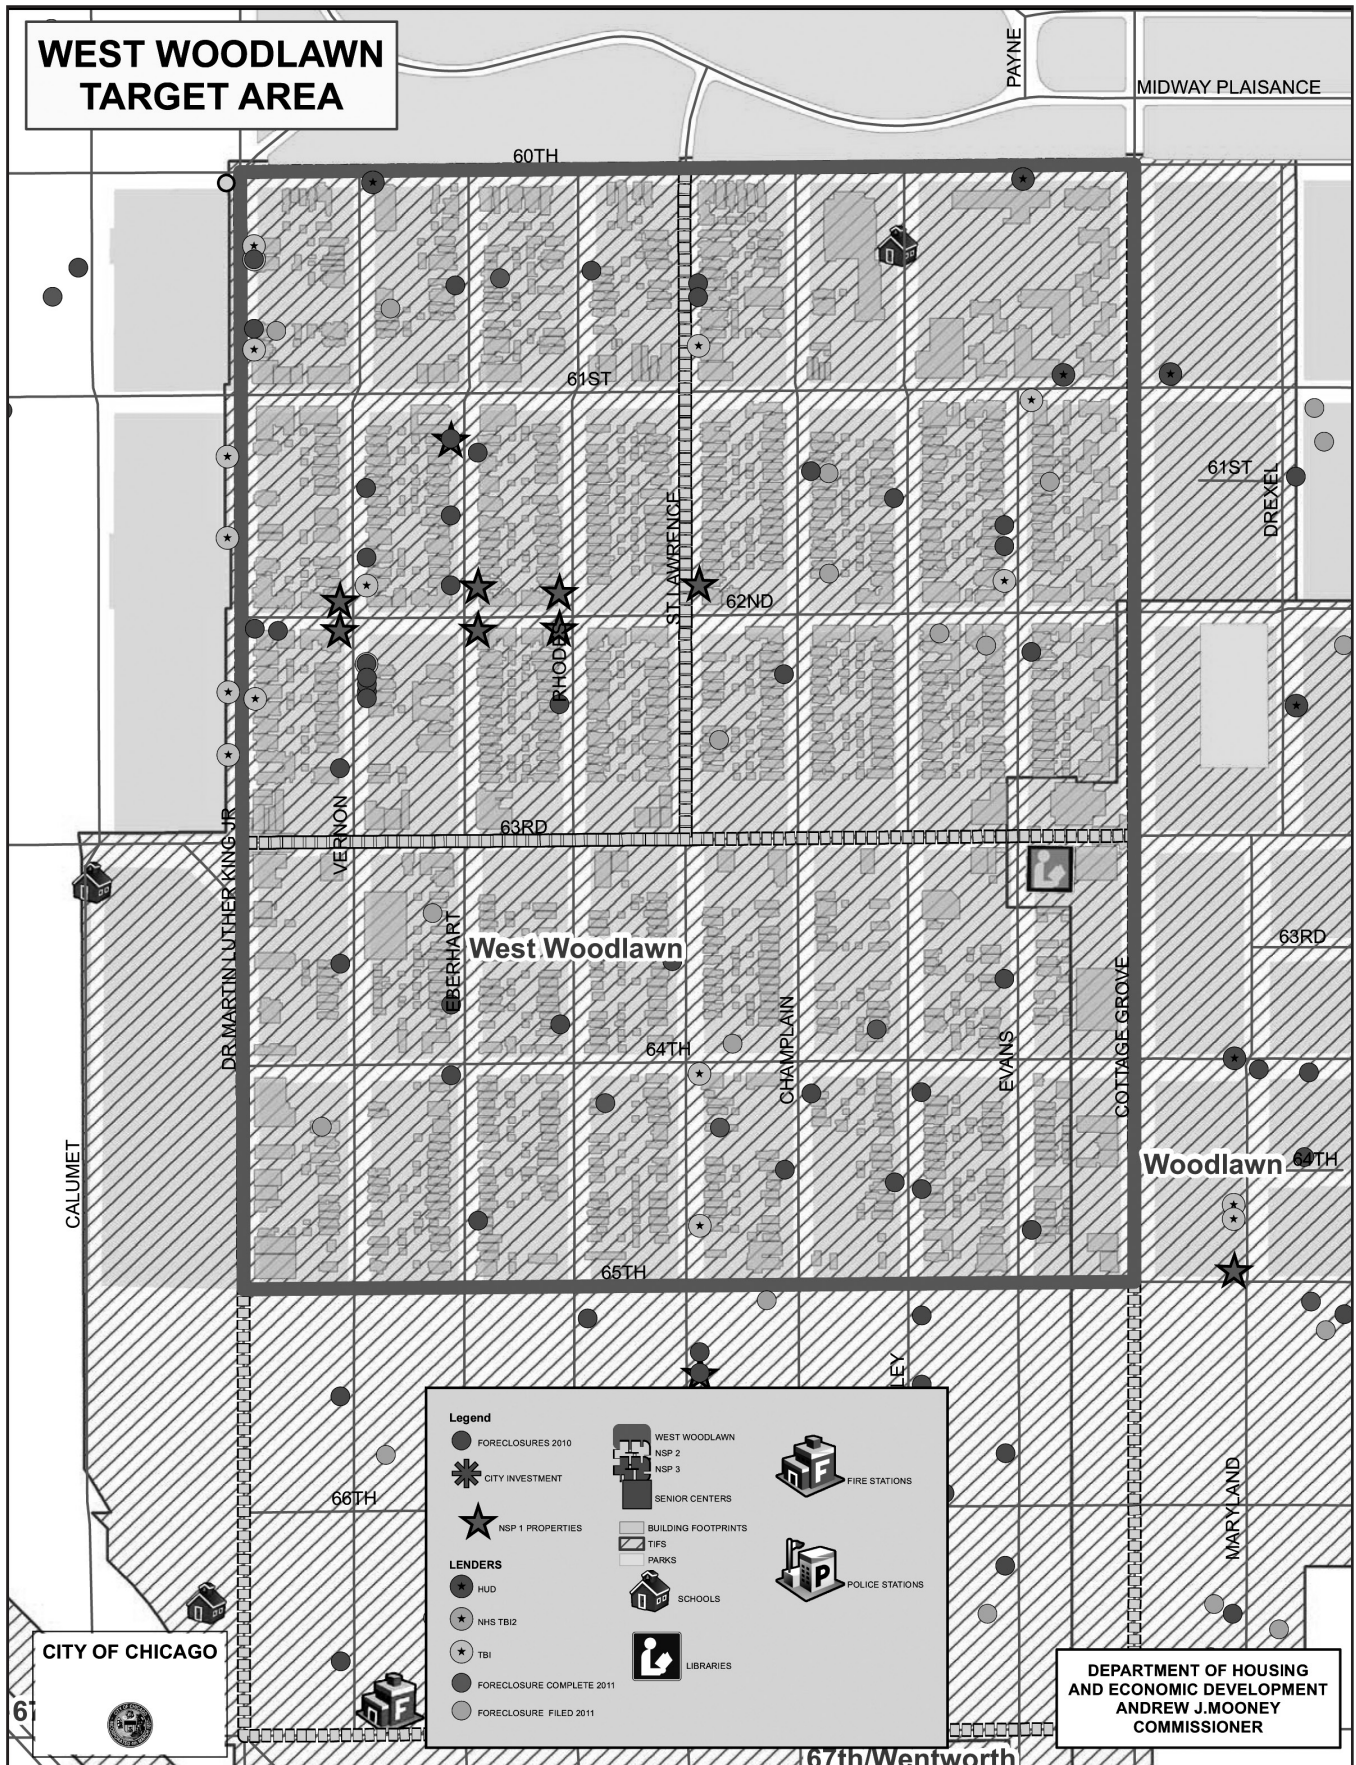 WEST WOODLAWN
TARGET AREA
PAYNE
MIDWAY PLAISANCE
60TH
61ST
61ST
DREXEL
ST LAWRENCE
62ND
RHODES
DR MARTIN LUTHER KING JR
VERNON
63RD
EBERHART
West Woodlawn
63RD
CHAMPLAIN
EVANS
COTTAGE GROVE
64TH
CALUMET
Woodlawn
64TH
65TH
LEY
66TH
MARYLAND
Legend
FORECLOSURES 2010
CITY INVESTMENT
NSP 1 PROPERTIES
LENDERS
HUD
NHS TBI2
TBI
FORECLOSURE COMPLETE 2011
FORECLOSURE FILED 2011
WEST WOODLAWN
NSP 2
NSP 3
SENIOR CENTERS
BUILDING FOOTPRINTS
TIFS
PARKS
SCHOOLS
LIBRARIES
F
FIRE STATIONS
P
POLICE STATIONS
F
CITY OF CHICAGO
67
DEPARTMENT OF HOUSING
AND ECONOMIC DEVELOPMENT
ANDREW J.MOONEY
COMMISSIONER
67th/Wentworth